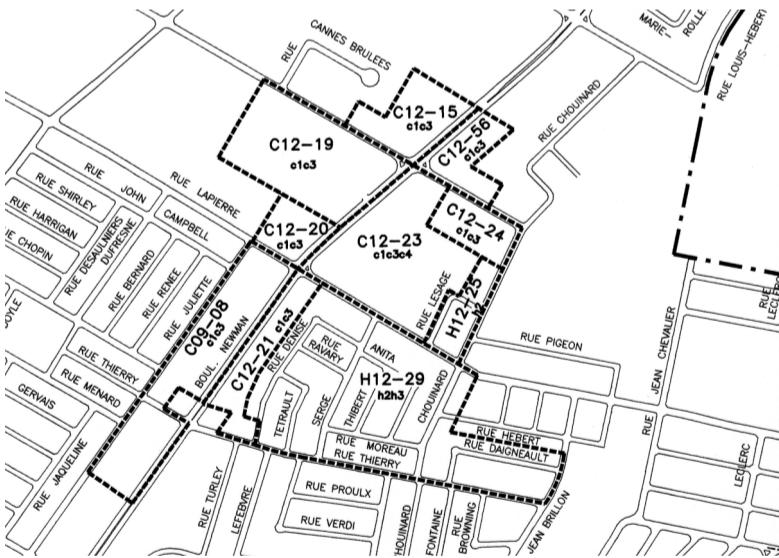 MARIE-
ROLLE
RUE LOUIS-HEBERT
CANNES BRULEES
RUE
C12-15
c1c3
C12-56
c1c3
RUE CHOUINARD
C12-19
c1c3
RUE JOHN
RUE LAPIERRE
RUE SHIRLEY
RUE HARRIGAN
CHOPIN
RUE DESAULNIERS
DUFRESNE
CAMPBELL
RUE BERNARD
RUE RENEE
RUE JULIETTE
C12-20
c1c3
C12-23
c1c3c4
C12-24
c1c3
H12-25
RUE LESAGE
RUE
LECLERC
DOYLE
C09-08
c1c3
BOUL. NEWMAN
C12-21 c1c3
RUE DENISE
RUE
RAVARY
ANITA
RUE PIGEON
JEAN CHEVALIER
RUE
RUE THIERRY
RUE MENARD
GERVAIS
H12-29
h2h3
TETRAULT
SERGE
THIBERT
CHOUINARD
RUE HEBERT
RUE DAIGNEAULT
RUE MOREAU
RUE THIERRY
RUE JAQUELINE
RUE TURLEY
LEFEBVRE
RUE PROULX
RUE VERDI
CHOUINARD
FONTAINE
RUE
BROWNING
JEAN BRILLON
LECLERC